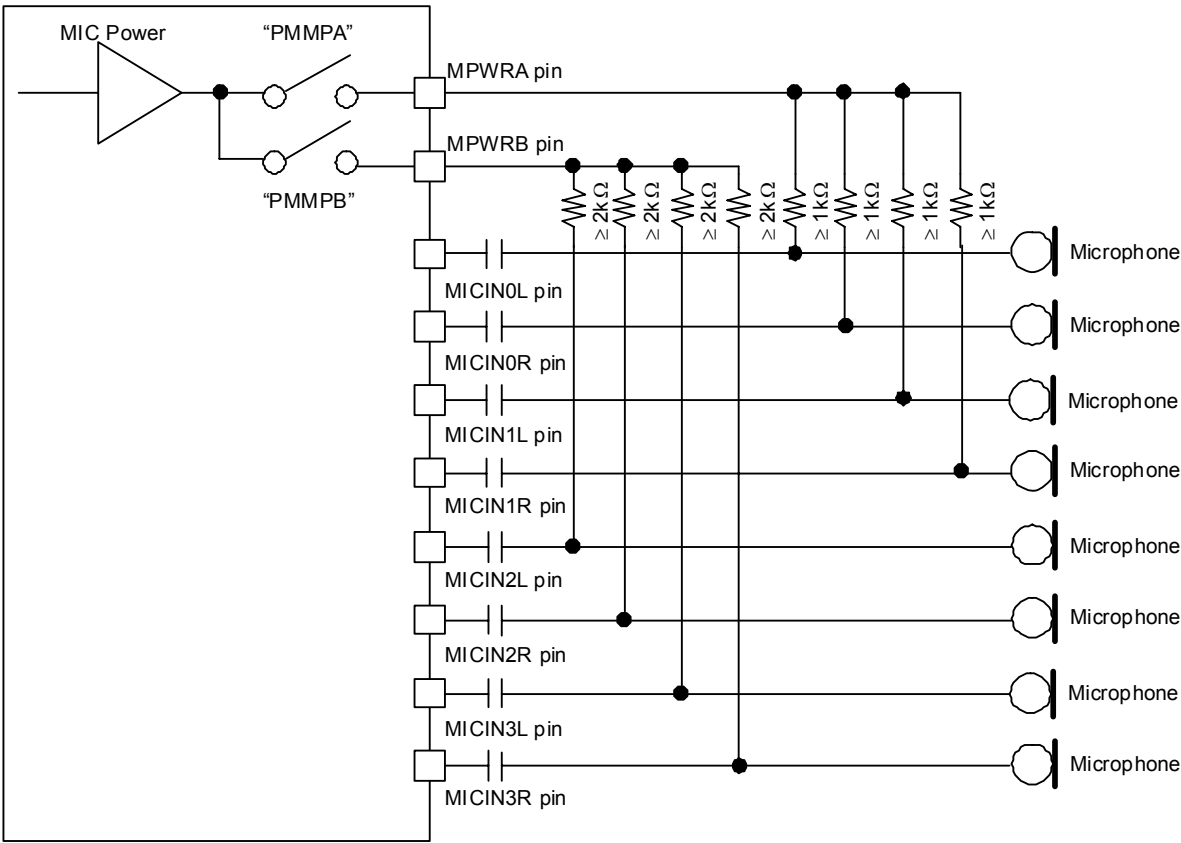 MIC Power
“PMMPA”
MPWRA pin
MPWRB pin
“PMMPB”
≥ 2kΩ
≥ 2kΩ
≥ 2kΩ
≥ 2kΩ
≥ 1kΩ
≥ 1kΩ
≥ 1kΩ
≥ 1kΩ
Microphone
MICIN0L pin
Microphone
MICIN0R pin
Microphone
MICIN1L pin
Microphone
MICIN1R pin
Microphone
MICIN2L pin
Microphone
MICIN2R pin
Microphone
MICIN3L pin
Microphone
MICIN3R pin